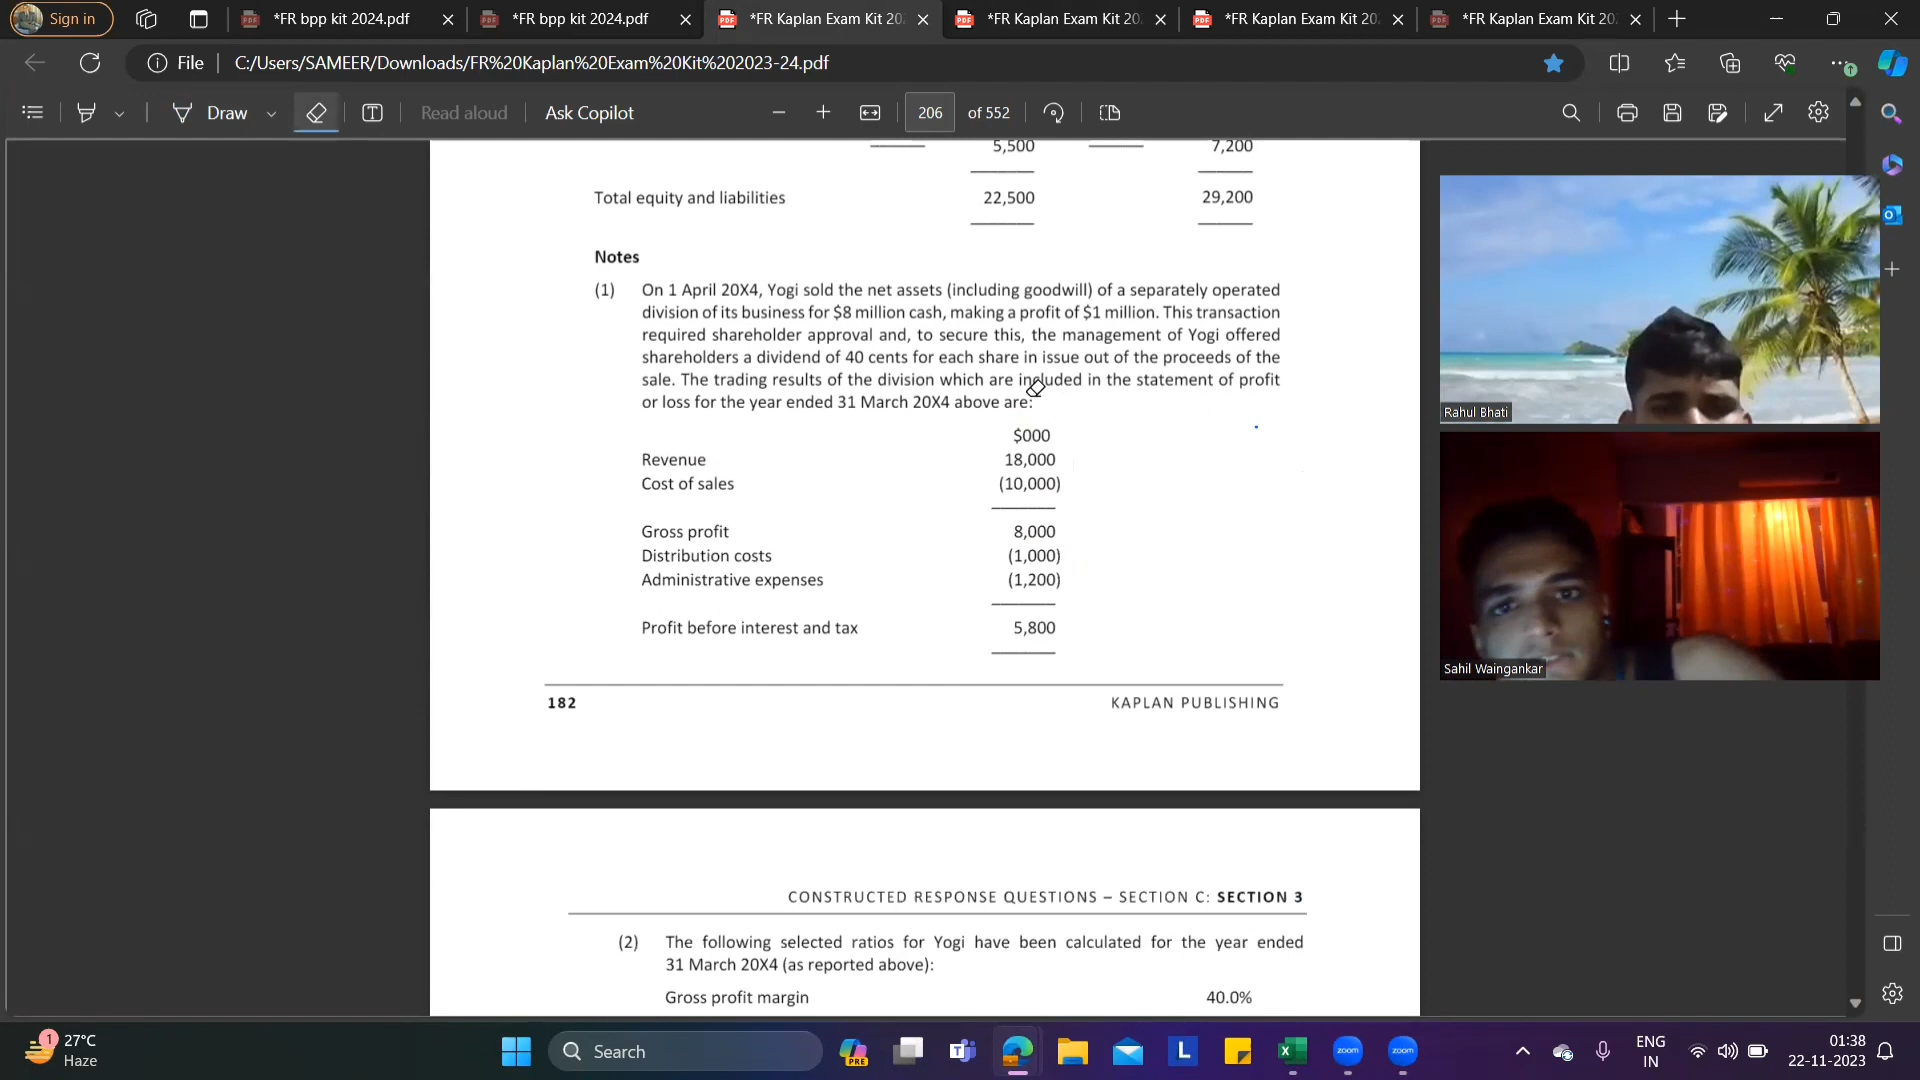 Sign in
*FR bpp kit 2024.pdf
*FR bpp kit 2024.pdf
*FR Kaplan Exam Kit 202
*FR Kaplan Exam Kit 202
*FR Kaplan Exam Kit 202
*FR Kaplan Exam Kit 202
File
C:/Users/SAMEER/Downloads/FR%20Kaplan%20Exam%20Kit%202023-24.pdf
Draw
Read aloud
Ask Copilot
206 of 552
5,500 7,200
Total equity and liabilities 22,500 29,200
Notes
(1) On 1 April 20X4, Yogi sold the net assets (including goodwill) of a separately operated
division of its business for $8 million cash, making a profit of $1 million. This transaction
required shareholder approval and, to secure this, the management of Yogi offered
shareholders a dividend of 40 cents for each share in issue out of the proceeds of the
sale. The trading results of the division which are included in the statement of profit
or loss for the year ended 31 March 20X4 above are:
$000
Revenue 18,000
Cost of sales (10,000)
Gross profit 8,000
Distribution costs (1,000)
Administrative expenses (1,200)
Profit before interest and tax 5,800
182 KAPLAN PUBLISHING
CONSTRUCTED RESPONSE QUESTIONS – SECTION C: SECTION 3
(2) The following selected ratios for Yogi have been calculated for the year ended
31 March 20X4 (as reported above):
Gross profit margin 40.0%
Rahul Bhati
Sahil Waingankar
1
27°C
Haze
Search
PRE
L
zoom
zoom
ENG
IN
01:38
22-11-2023